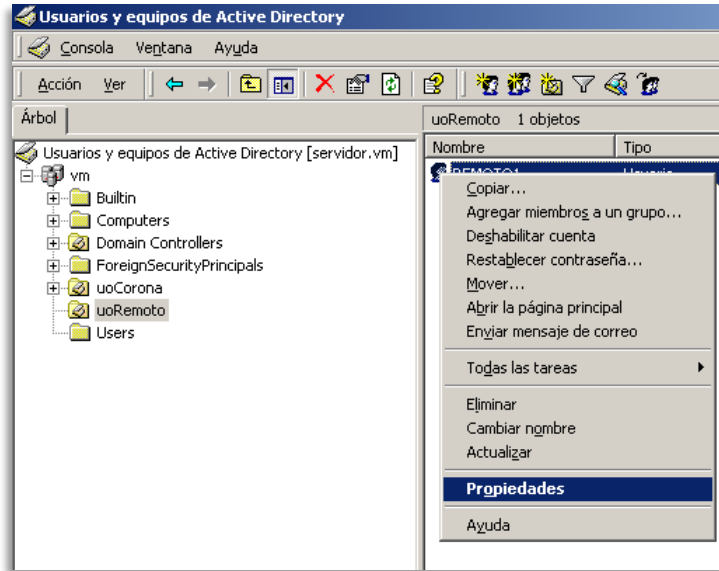 Usuarios y equipos de Active Directory
Consola Ventana Ayuda
Acción Ver
Árbol
uoRemoto 1 objetos
Usuarios y equipos de Active Directory [servidor.vm]
vm
Builtin
Computers
Domain Controllers
ForeignSecurityPrincipals
uoCorona
uoRemoto
Users
Nombre Tipo
REMOTO1 Usuario
Copiar...
Agregar miembros a un grupo...
Deshabilitar cuenta
Restablecer contraseña...
Mover...
Abrir la página principal
Enviar mensaje de correo
Todas las tareas
Eliminar
Cambiar nombre
Actualizar
Propiedades
Ayuda